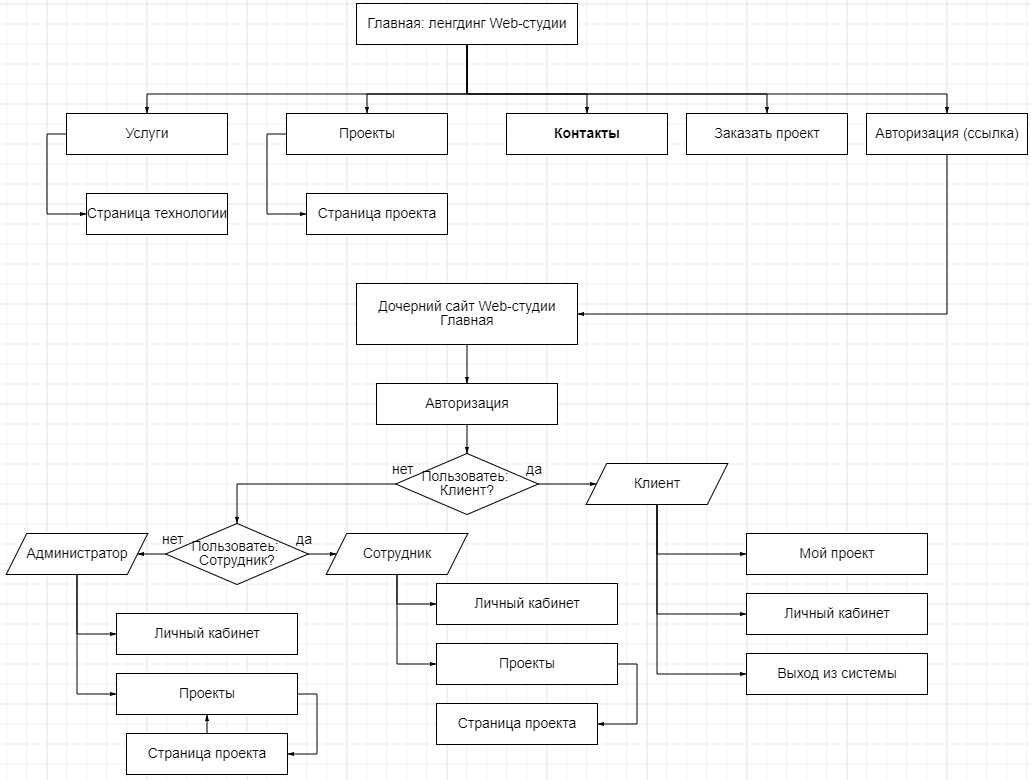 Главная: ленгдинг Web-студии
Услуги
Проекты
Контакты
Заказать проект
Авторизация (ссылка)
Страница технологии
Страница проекта
Дочерний сайт Web-студии
Главная
Авторизация
нет
Пользоватеь:
Клиент?
да
Клиент
Администратор
нет
Пользоватеь:
Сотрудник?
да
Сотрудник
Мой проект
Личный кабинет
Личный кабинет
Личный кабинет
Проекты
Выход из системы
Проекты
Страница проекта
Страница проекта